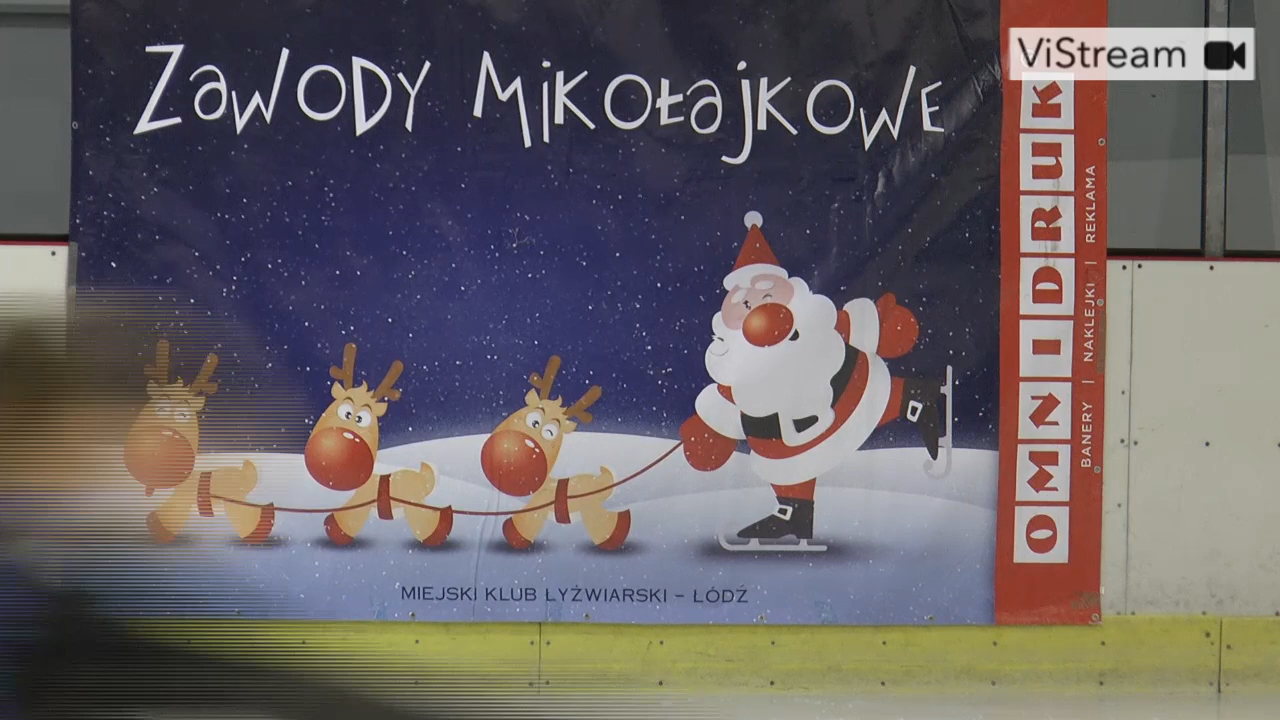 ZAWODY MIKOŁAJKOWE
ViStream
OMNIDRUK
BANERY | NAKLEJKI | REKLAMA
MIEJSKI KLUB ŁYŻWIARSKI – ŁÓDŹ